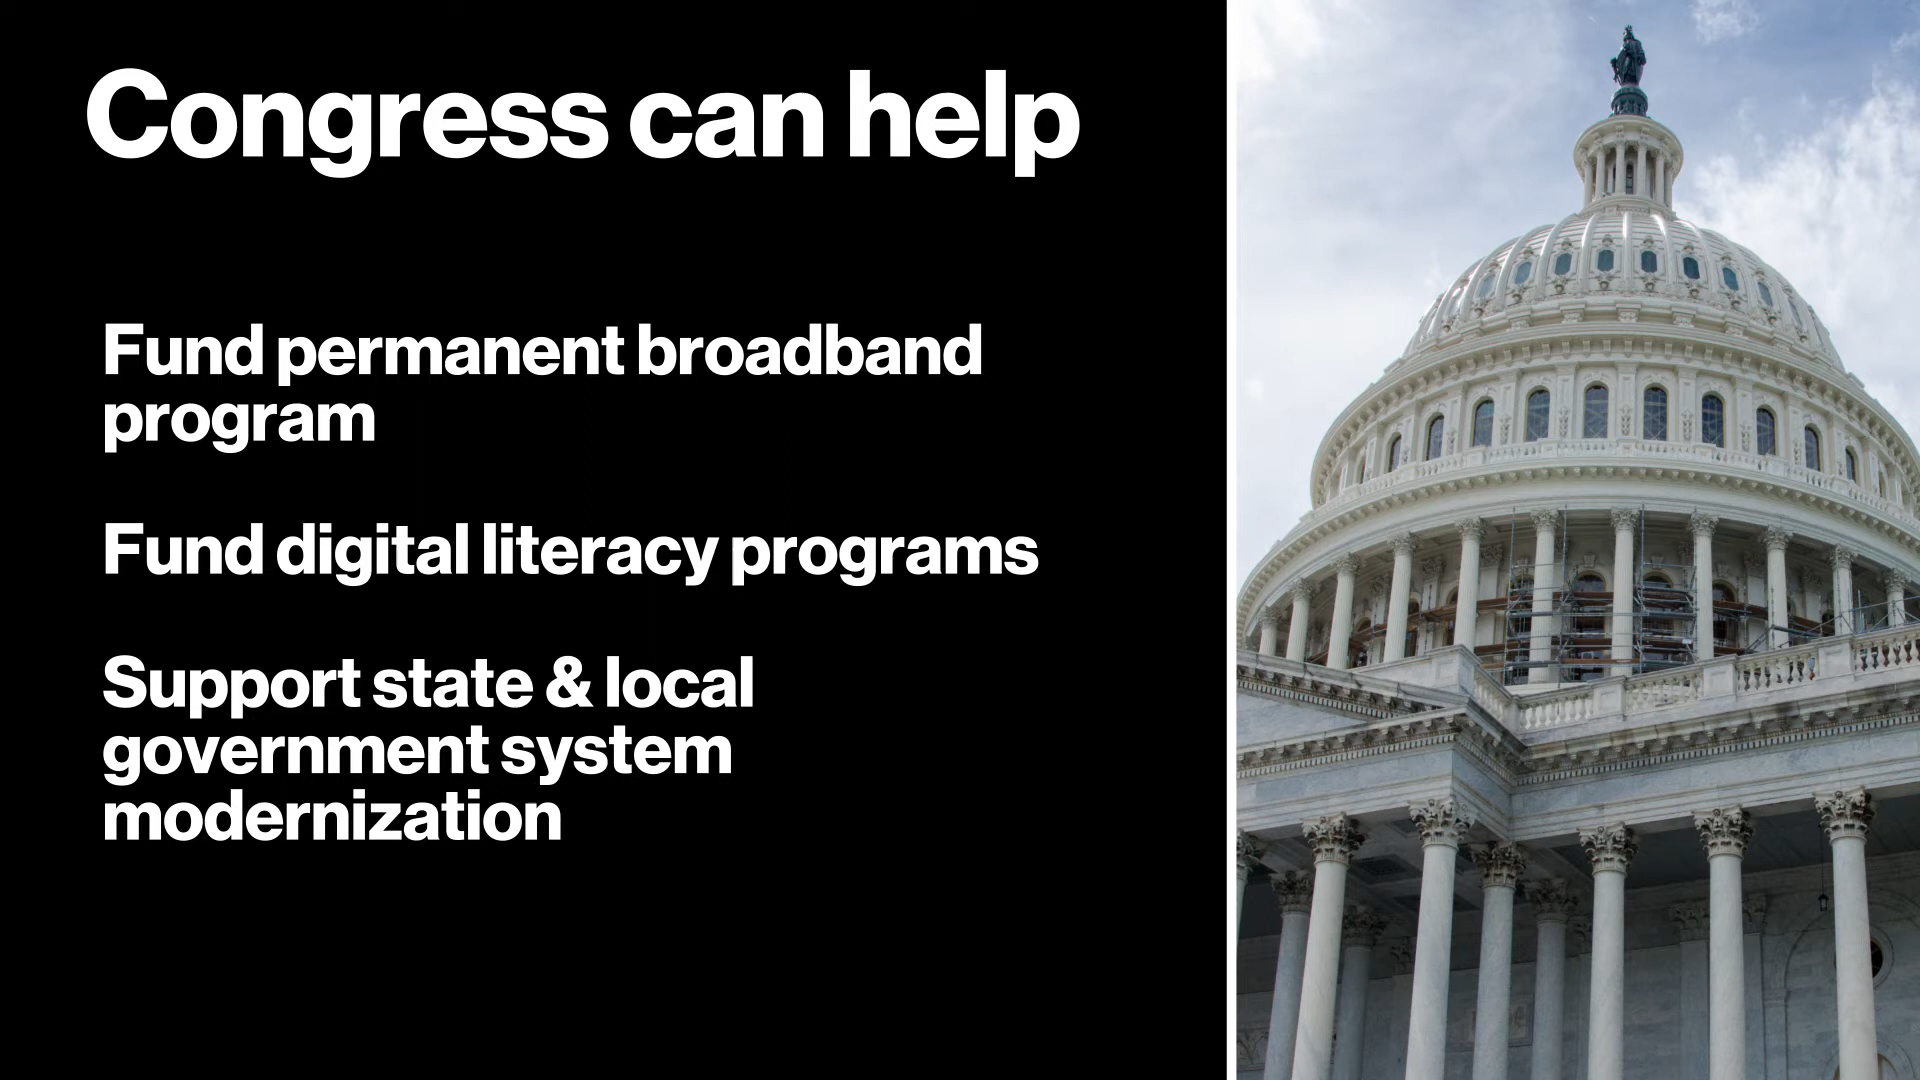 Congress can help
Fund permanent broadband
program
Fund digital literacy programs
Support state & local
government system
modernization